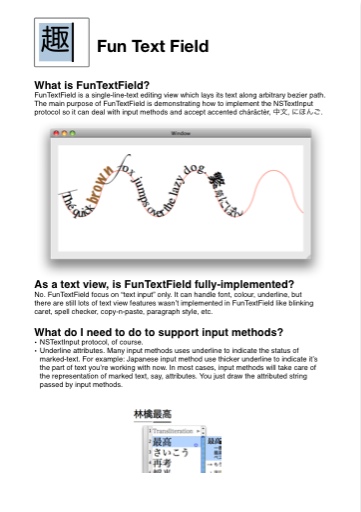 趣
Fun Text Field
What is FunTextField?
FunTextField is a single-line-text editing view which lays its text along arbitrary bezier path.
The main purpose of FunTextField is demonstrating how to implement the NSTextInput
protocol so it can deal with input methods and accept accented cháràctér, 中文, にほんご.
Window
The quick brown fox jumps over the lazy dog.
As a text view, is FunTextField fully-implemented?
No. FunTextField focus on “text input” only. It can handle font, colour, underline, but
there are still lots of text view features wasn’t implemented in FunTextField like blinking
caret, spell checker, copy-n-paste, paragraph style, etc.
What do I need to do to support input methods?
• NSTextInput protocol, of course.
• Underline attributes. Many input methods uses underline to indicate the status of
marked-text. For example: Japanese input method use thicker underline to indicate it’s
the part of text you’re working with now. In most cases, input methods will take care of
the representation of marked text, say, attributes. You just draw the attributed string
passed by input methods.
林檎最高
1 Transliteration
2 最高
3 さいこう
4 再考